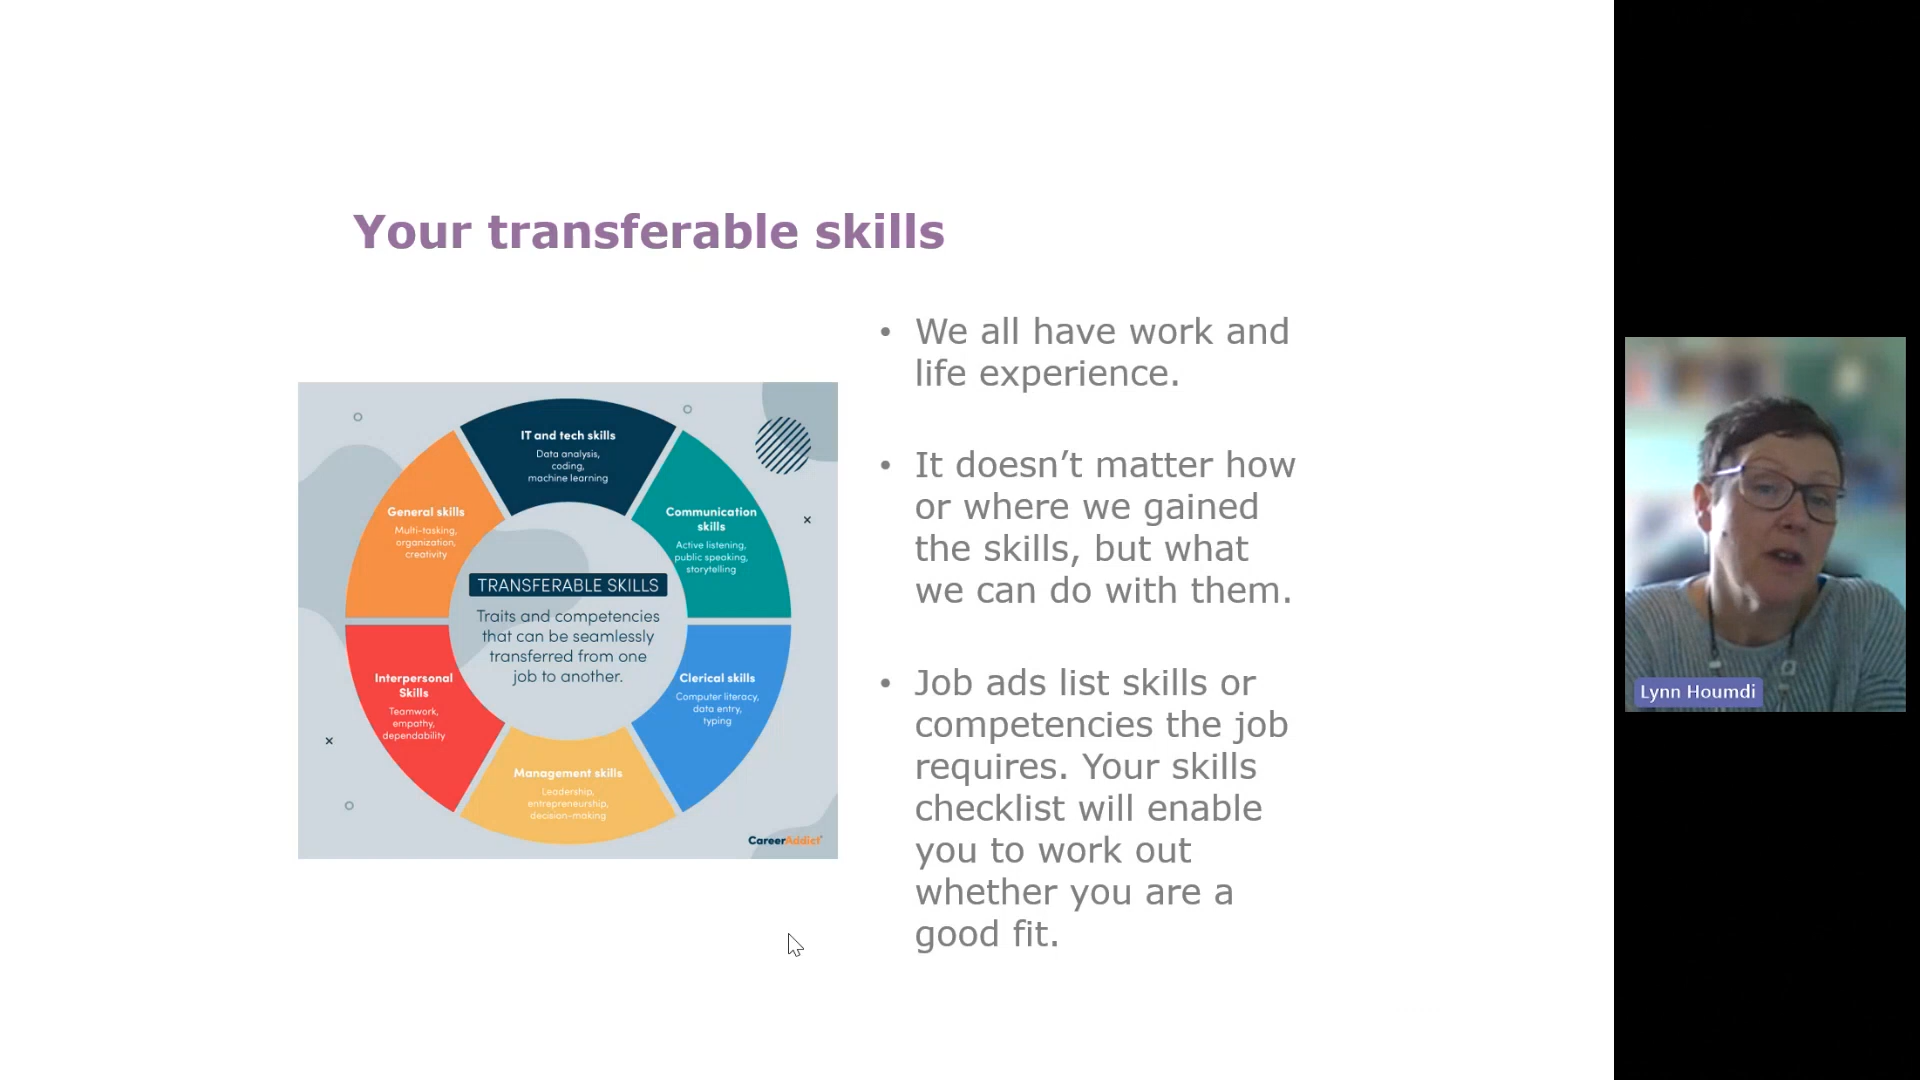 Your transferable skills
IT and tech skills
Data analysis,
coding,
machine learning
General skills
Multi-tasking,
organization,
creativity
Communication
skills
Active listening,
public speaking,
storytelling
TRANSFERABLE SKILLS
Traits and competencies
that can be seamlessly
transferred from one
job to another.
Interpersonal
Skills
Teamwork,
empathy,
dependability
Clerical skills
Computer literacy,
data entry,
typing
Management skills
Leadership,
entrepreneurship,
decision-making
CareerAddict
• We all have work and
life experience.
• It doesn’t matter how
or where we gained
the skills, but what
we can do with them.
• Job ads list skills or
competencies the job
requires. Your skills
checklist will enable
you to work out
whether you are a
good fit.
Lynn Houmdi